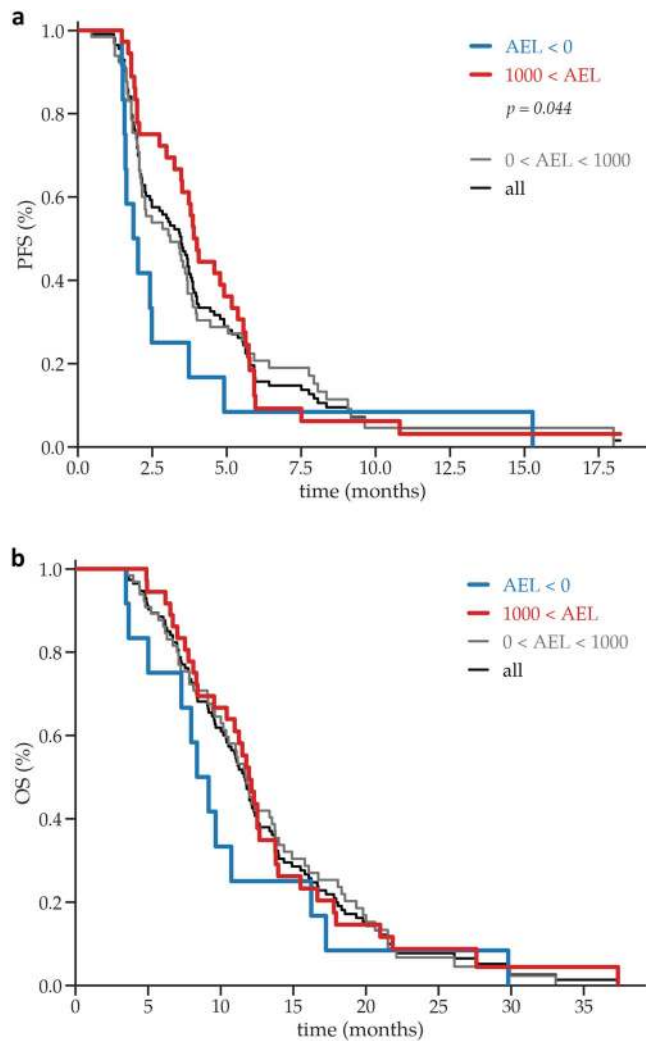 a
1.0
0.8
0.6
0.4
0.2
0.0
PFS (%)
AEL < 0
1000 < AEL
p = 0.044
0 < AEL < 1000
all
0.0 2.5 5.0 7.5 10.0 12.5 15.0 17.5
time (months)
b
1.0
0.8
0.6
0.4
0.2
0.0
OS (%)
AEL < 0
1000 < AEL
0 < AEL < 1000
all
0 5 10 15 20 25 30 35
time (months)